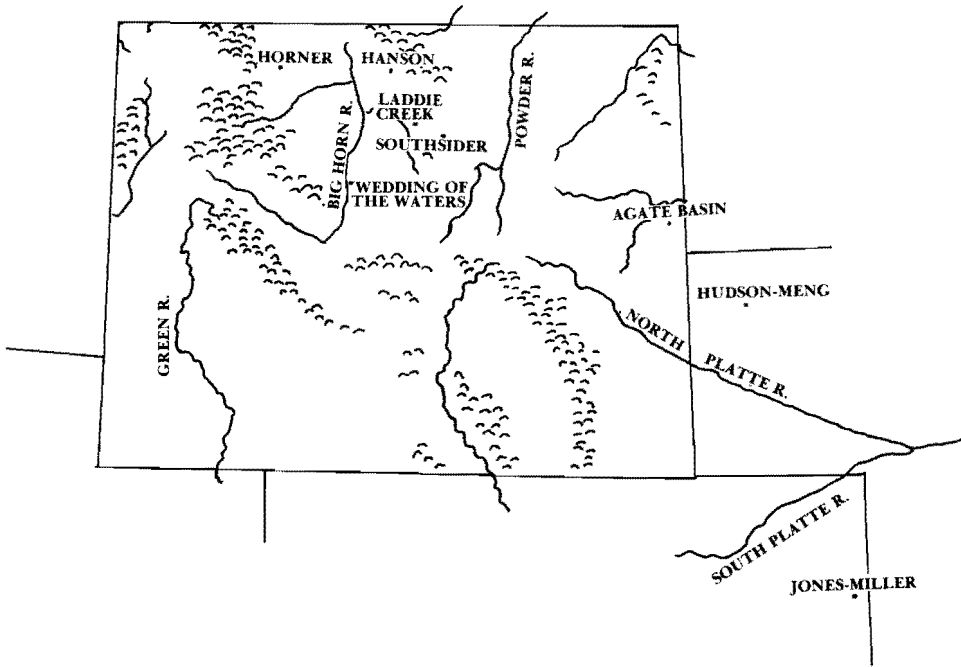 HORNER
HANSON
LADDIE
CREEK
SOUTHSIDER
POWDER R.
BIG HORN R.
WEDDING OF
THE WATERS
AGATE BASIN
HUDSON-MENG
GREEN R.
NORTH PLATTE R.
SOUTH PLATTE R.
JONES-MILLER